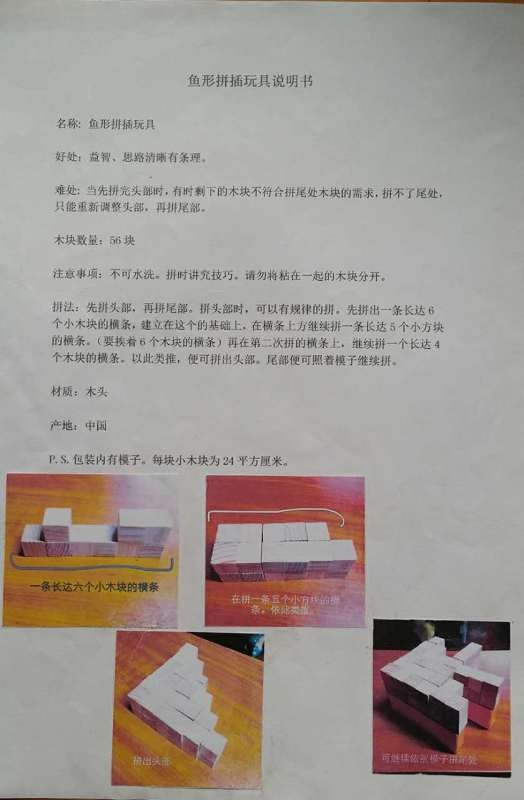 鱼形拼插玩具说明书
名称: 鱼形拼插玩具
好处：益智、思路清晰有条理。
难处: 当先拼完头部时,有时剩下的木块不符合拼尾处木块的需求，拼不了尾处，
只能重新调整头部，再拼尾部。
木块数量：56 块
注意事项：不可水洗。拼时讲究技巧。请勿将粘在一起的木块分开。
拼法：先拼头部，再拼尾部。拼头部时，可以有规律的拼。先拼出一条长达 6
个小木块的横条，建立在这个的基础上，在横条上方继续拼一条长达 5 个小方块
的横条。（要挨着 6 个木块的横条）再在第二次拼的横条上，继续拼一个长达 4
个木块的横条。以此类推，便可拼出头部。尾部便可照着模子继续拼。
材质：木头
产地：中国
P.S.包装内有模子。每块小木块为 24 平方厘米。
一条长达六个小木块的横条
在拼一条五个小方块的横
条。依此类推
拼出头部
可继续依照模子拼尾处